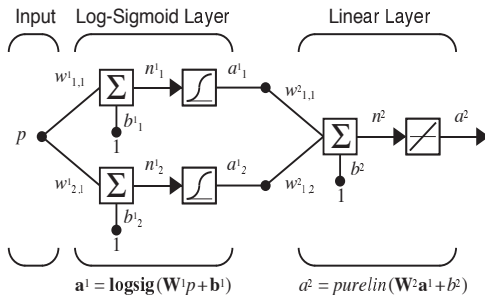 Input Log-Sigmoid Layer Linear Layer
w¹₁,₁ n¹₁ a¹₁
Σ
w²₁,₁
b¹₁
1
n² a²
p Σ
b²
1
w¹₂,₁ n¹₂ a¹₂ w²₁,₂
Σ
b¹₂
1
a¹ = logsig(W¹p+b¹) a² = purelin(W²a¹+b²)